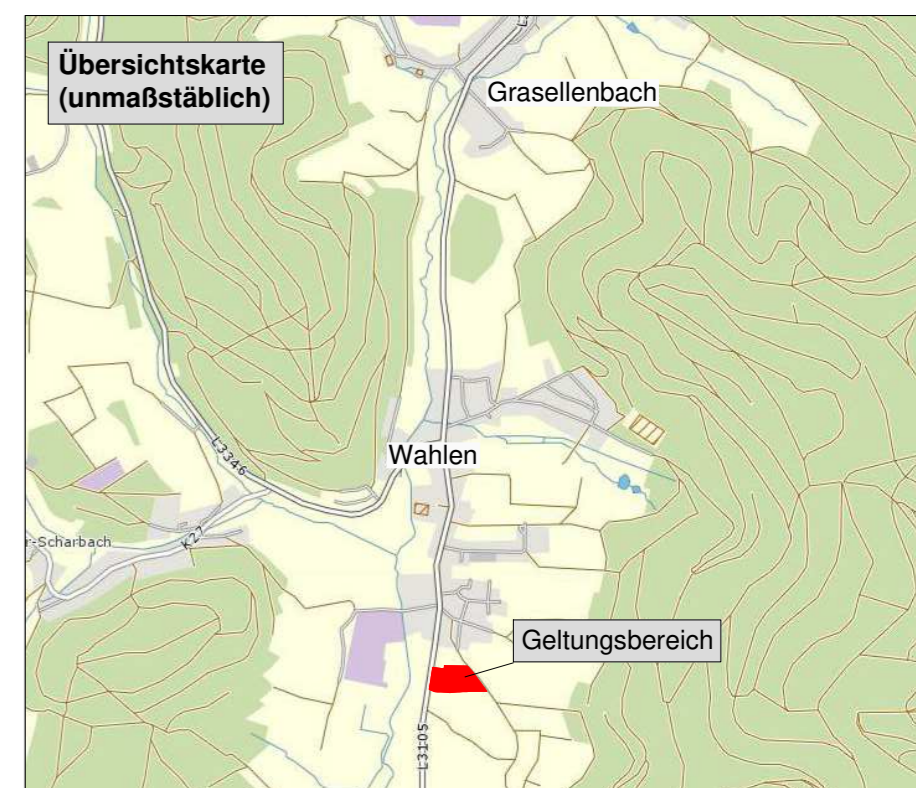 Übersichtskarte
(unmaßstäblich)
Grasellenbach
L3346
Wahlen
K27
r-Scharbach
Geltungsbereich
L3105